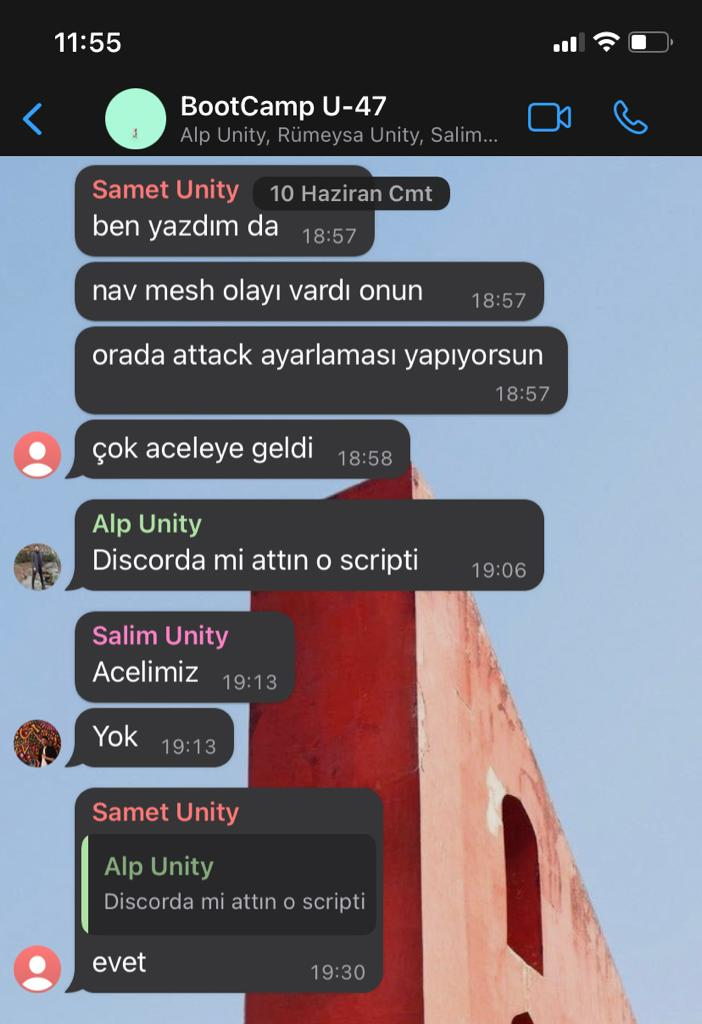 11:55
BootCamp U-47
Alp Unity, Rümeysa Unity, Salim...
10 Haziran Cmt
Samet Unity
ben yazdım da 18:57
nav mesh olayı vardı onun 18:57
orada attack ayarlaması yapıyorsun
18:57
çok aceleye geldi 18:58
Alp Unity
Discorda mi attın o scripti 19:06
Salim Unity
Acelimiz 19:13
Yok 19:13
Samet Unity
Alp Unity
Discorda mi attın o scripti
evet 19:30